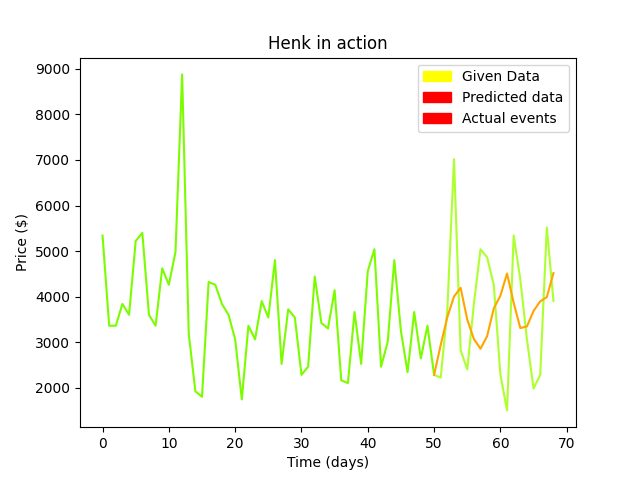 Henk in action
Given Data
Predicted data
Actual events
9000
8000
7000
6000
5000
4000
3000
2000
Price ($)
0 10 20 30 40 50 60 70
Time (days)